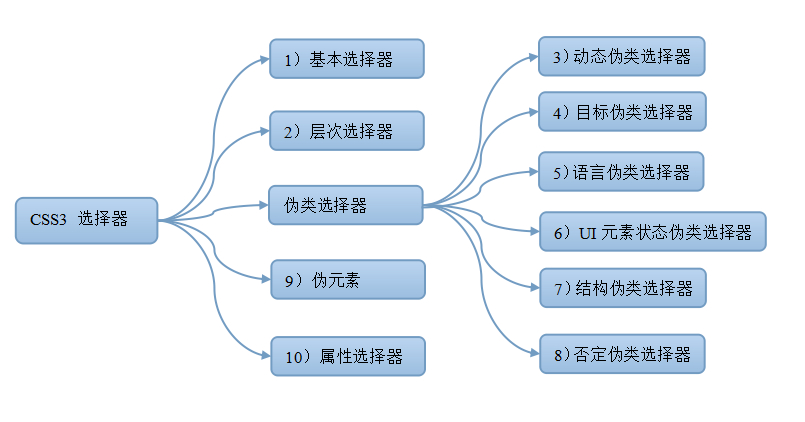 CSS3 选择器
1）基本选择器
2）层次选择器
伪类选择器
3）动态伪类选择器
4）目标伪类选择器
5）语言伪类选择器
6）UI 元素状态伪类选择器
7）结构伪类选择器
8）否定伪类选择器
9）伪元素
10）属性选择器